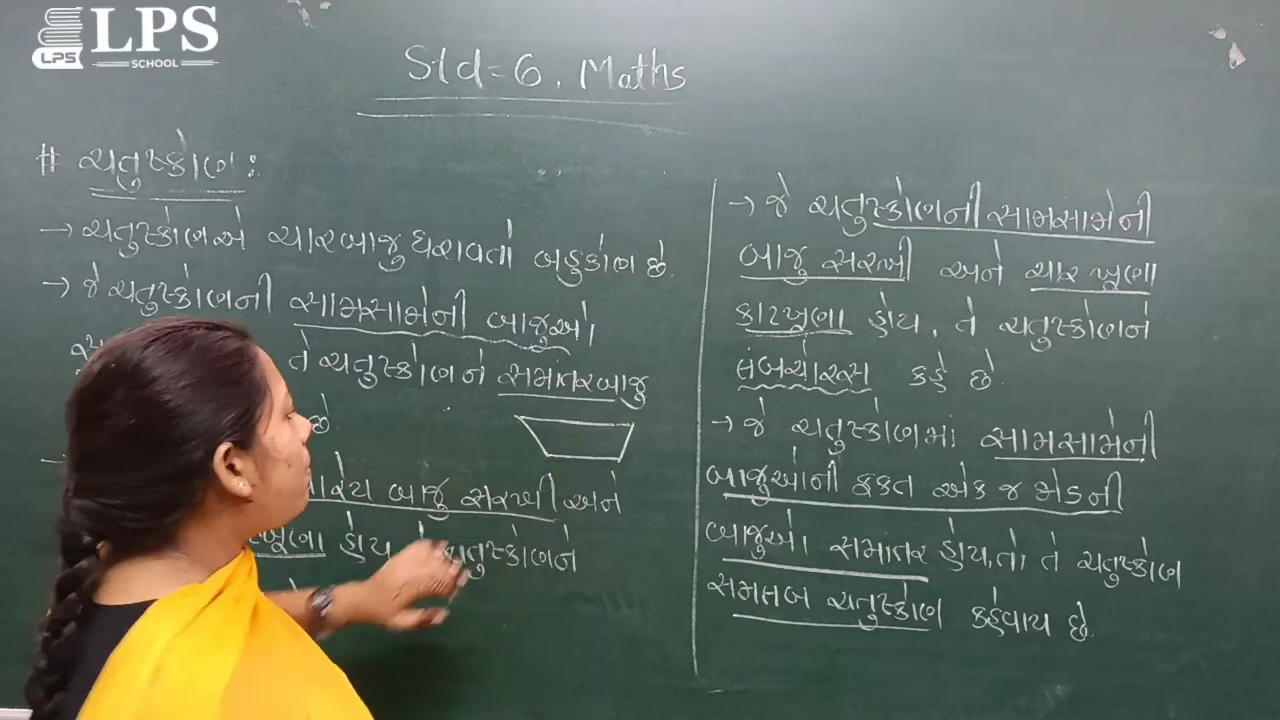 LPS
LPS
SCHOOL
Std = 6, Maths
# ચતુષ્કોણ :
→ ચતુષ્કોણએ ચારબાજુ ધરાવતો બહુકોણ છે.
→ જે ચતુષ્કોણની સામસામેની બાજુઓ
તે ચતુષ્કોણને સમાંતરબાજુ
છે.
બાજુ સરખી અને
હોય તે ચતુષ્કોણને
→ જે ચતુષ્કોણની સામસામેની
બાજુ સરખી અને ચાર ખૂણા
કાટખૂણા હોય, તે ચતુષ્કોણને
લંબચોરસ કહે છે.
→ જે ચતુષ્કોણમાં સામસામેની
બાજુઓની ફકત એક જ જોડની
બાજુઓ સમાંતર હોય,તો તે ચતુષ્કોણ
સમલંબ ચતુષ્કોણ કહેવાય છે.